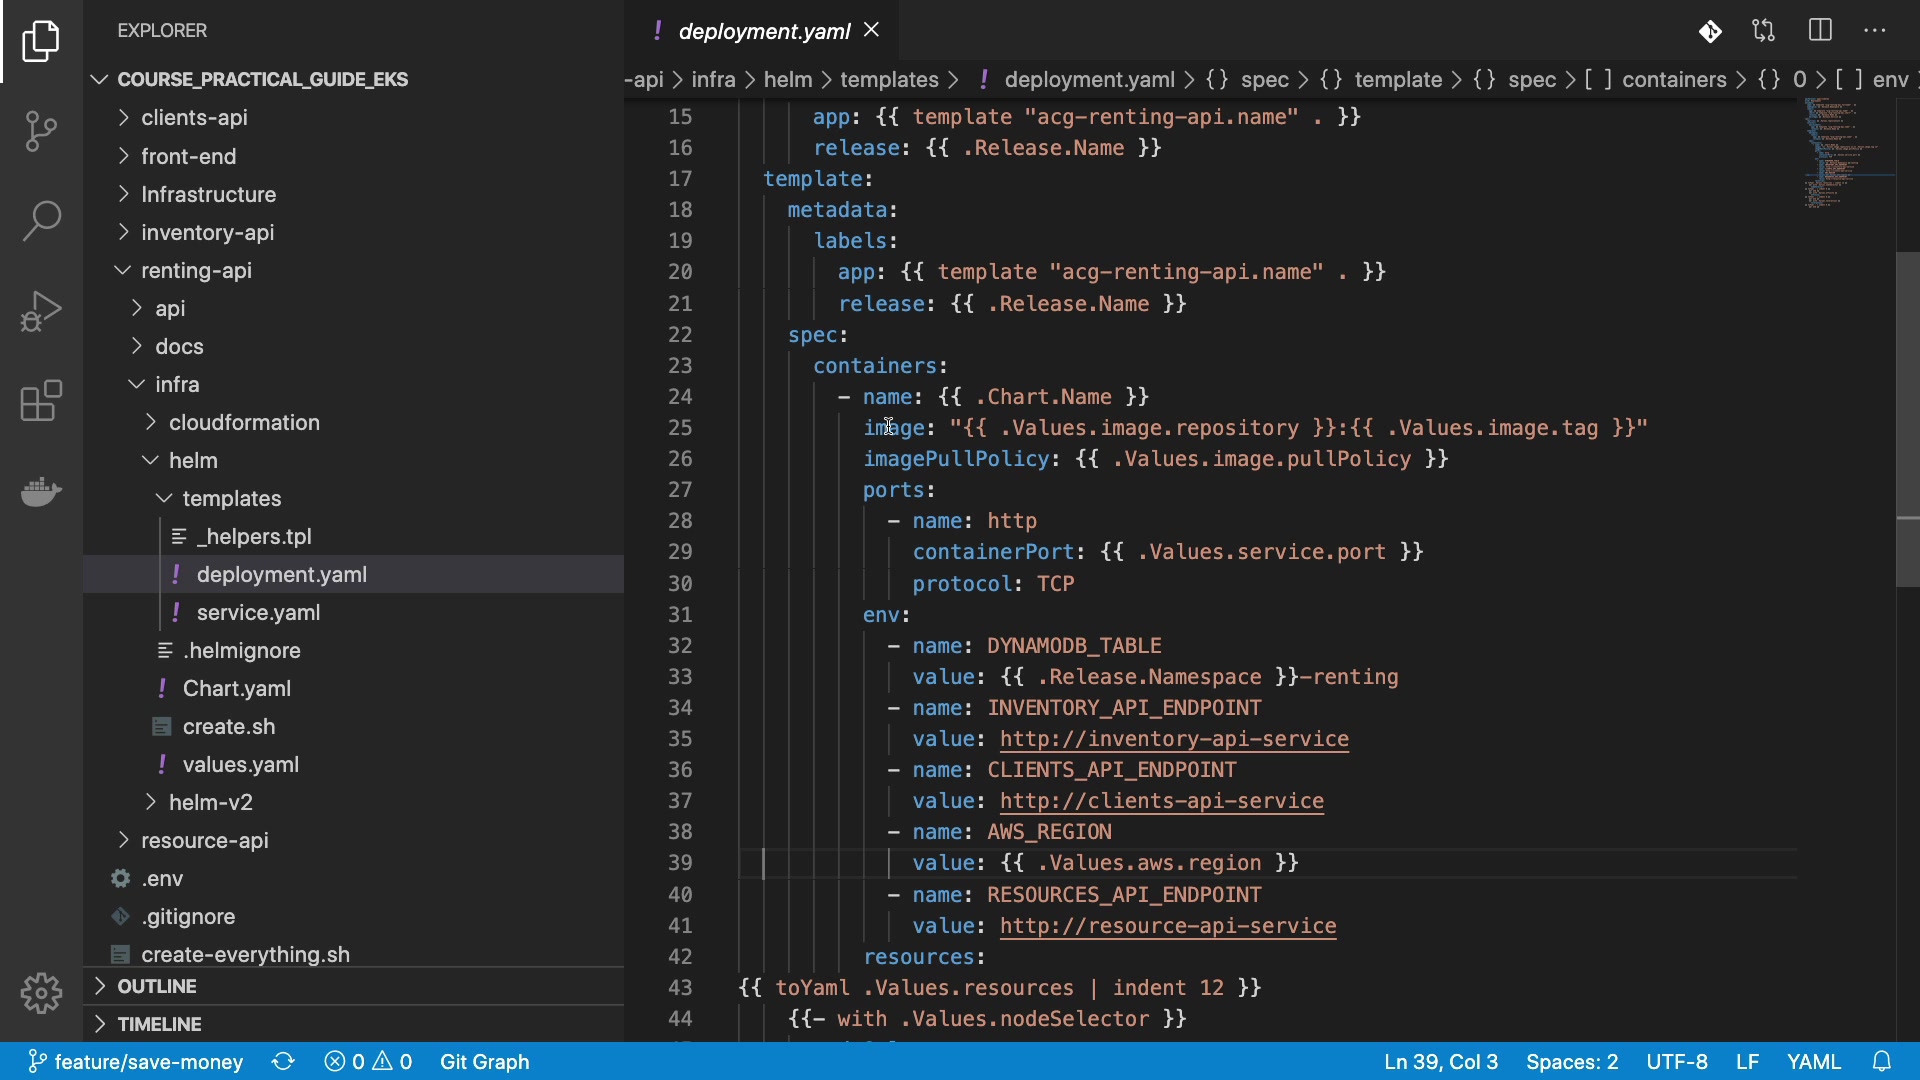 EXPLORER
COURSE_PRACTICAL_GUIDE_EKS
clients-api
front-end
Infrastructure
inventory-api
renting-api
api
docs
infra
cloudformation
helm
templates
_helpers.tpl
deployment.yaml
service.yaml
.helmignore
Chart.yaml
create.sh
values.yaml
helm-v2
resource-api
.env
.gitignore
create-everything.sh
OUTLINE
TIMELINE
! deployment.yaml
-api > infra > helm > templates > ! deployment.yaml > {} spec > {} template > {} spec > [ ] containers > {} 0 > [ ] env
15 app: {{ template "acg-renting-api.name" . }}
16 release: {{ .Release.Name }}
17 template:
18 metadata:
19 labels:
20 app: {{ template "acg-renting-api.name" . }}
21 release: {{ .Release.Name }}
22 spec:
23 containers:
24 - name: {{ .Chart.Name }}
25 image: "{{ .Values.image.repository }}:{{ .Values.image.tag }}"
26 imagePullPolicy: {{ .Values.image.pullPolicy }}
27 ports:
28 - name: http
29 containerPort: {{ .Values.service.port }}
30 protocol: TCP
31 env:
32 - name: DYNAMODB_TABLE
33 value: {{ .Release.Namespace }}-renting
34 - name: INVENTORY_API_ENDPOINT
35 value: http://inventory-api-service
36 - name: CLIENTS_API_ENDPOINT
37 value: http://clients-api-service
38 - name: AWS_REGION
39 value: {{ .Values.aws.region }}
40 - name: RESOURCES_API_ENDPOINT
41 value: http://resource-api-service
42 resources:
43 {{ toYaml .Values.resources | indent 12 }}
44 {{- with .Values.nodeSelector }}
feature/save-money 0 0 Git Graph Ln 39, Col 3 Spaces: 2 UTF-8 LF YAML